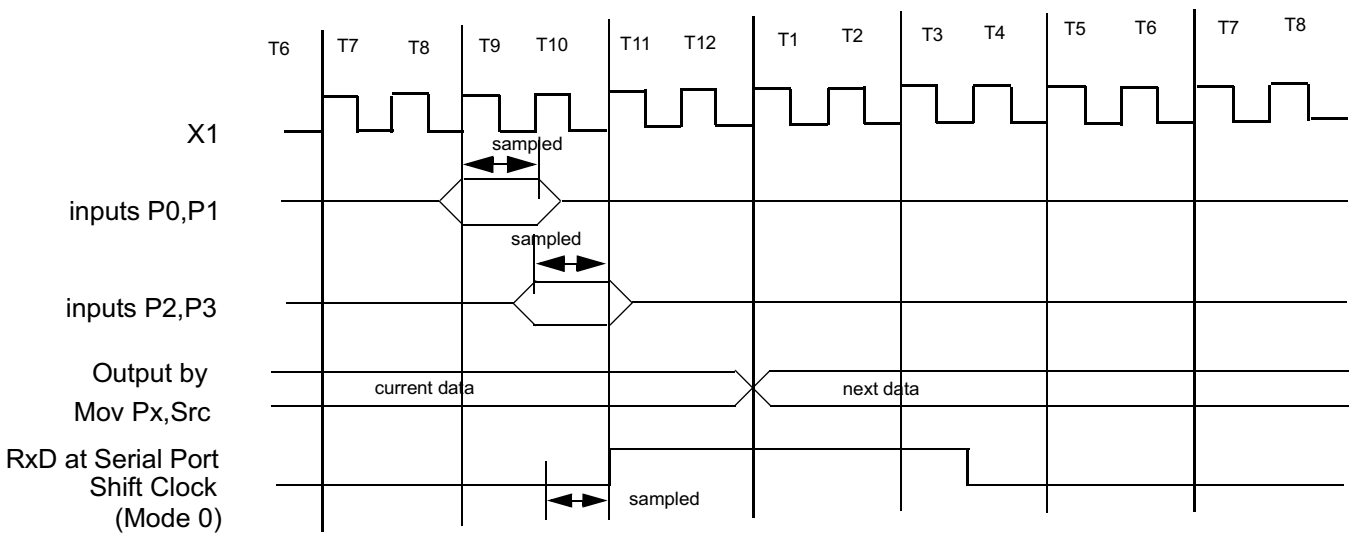 T6 T7 T8 T9 T10 T11 T12 T1 T2 T3 T4 T5 T6 T7 T8
X1
sampled
inputs P0,P1
sampled
inputs P2,P3
Output by
current data next data
Mov Px,Src
RxD at Serial Port
Shift Clock
sampled
(Mode 0)